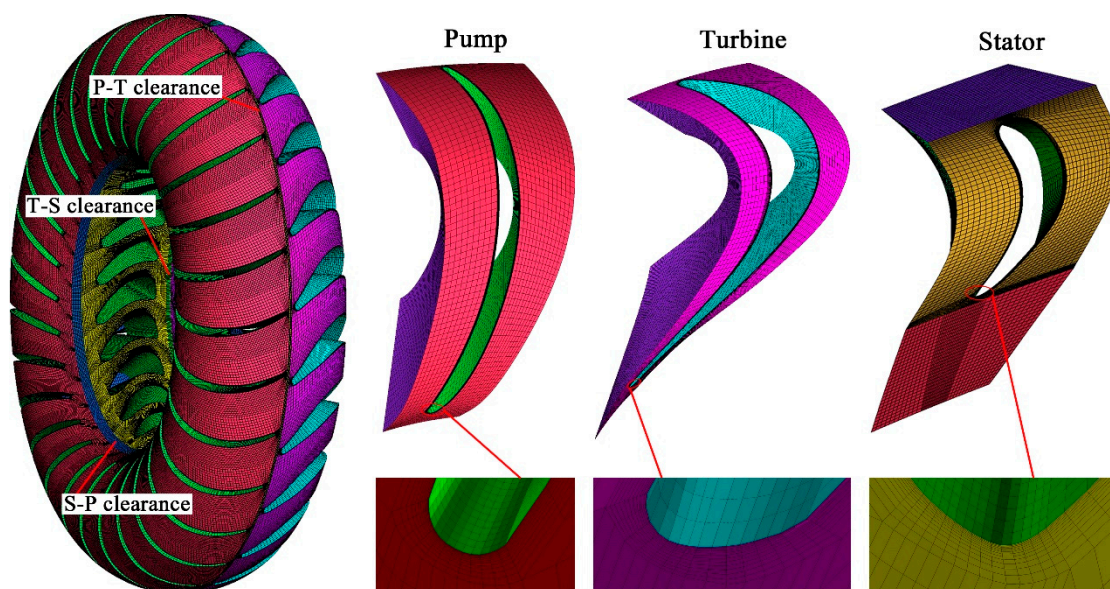 Pump
Turbine
Stator
P-T clearance
T-S clearance
S-P clearance